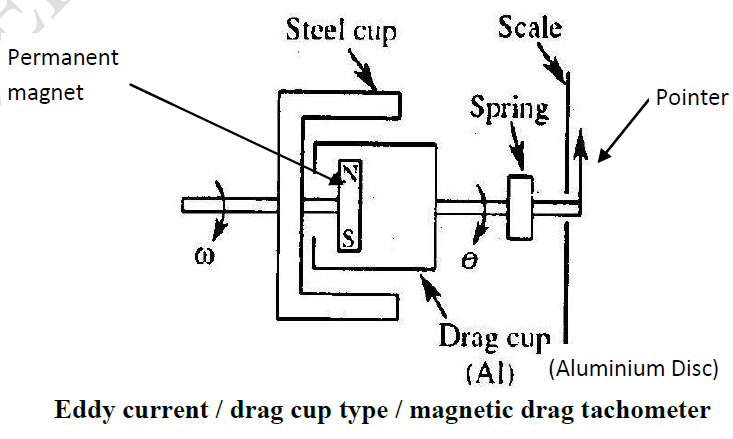 Steel cup
Scale
Permanent
magnet
Spring
Pointer
N
S
ω
θ
Drag cup
(Al)
(Aluminium Disc)
Eddy current / drag cup type / magnetic drag tachometer